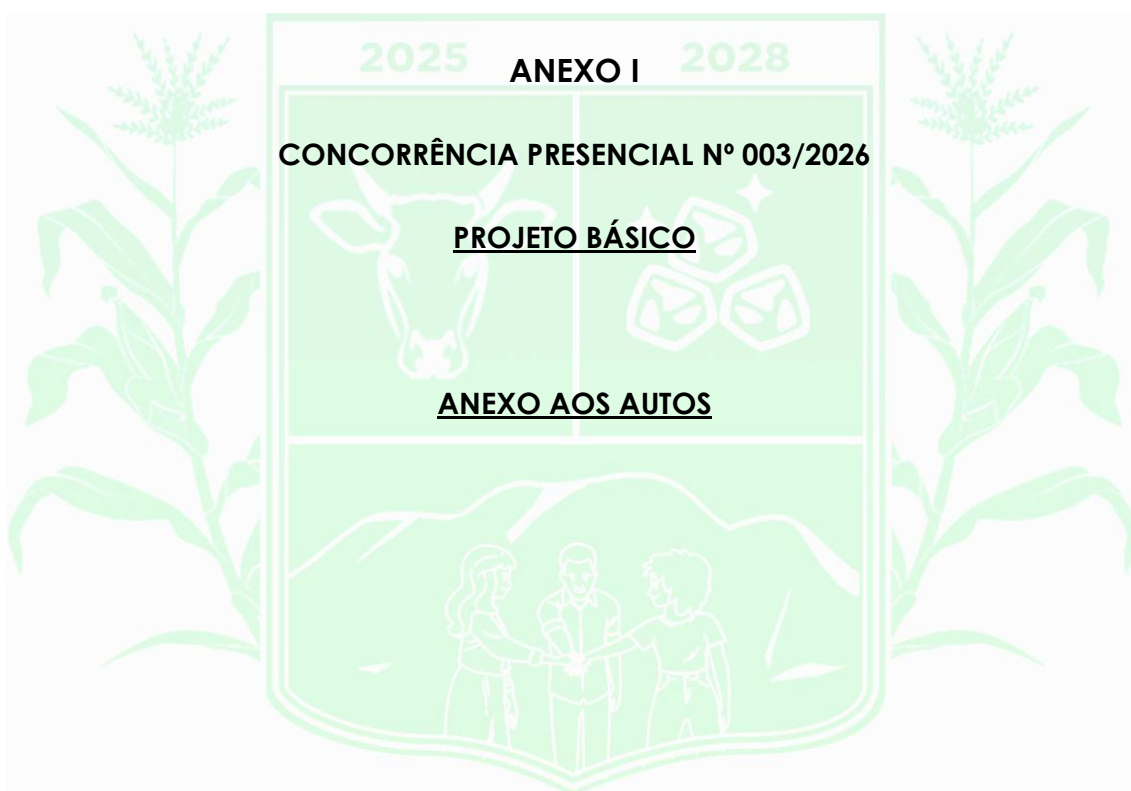 2025 2028
ANEXO I
CONCORRÊNCIA PRESENCIAL Nº 003/2026
PROJETO BÁSICO
ANEXO AOS AUTOS